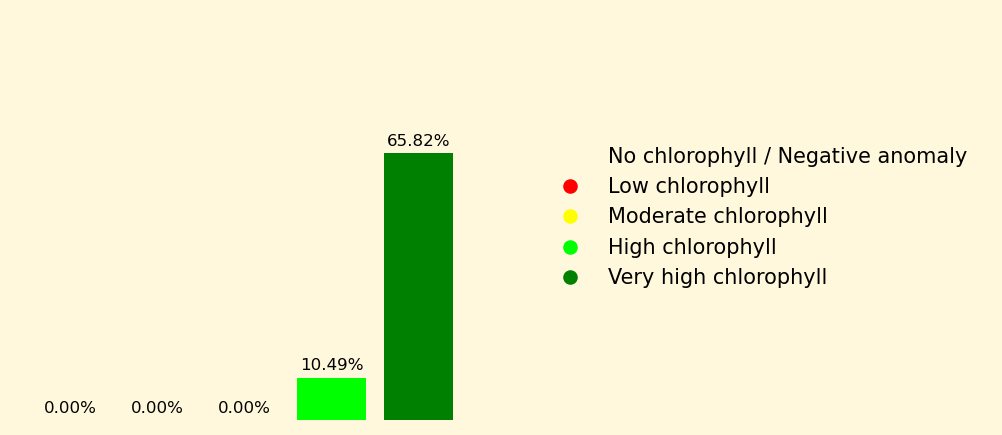 65.82%
10.49%
0.00%
0.00%
0.00%
No chlorophyll / Negative anomaly
Low chlorophyll
Moderate chlorophyll
High chlorophyll
Very high chlorophyll